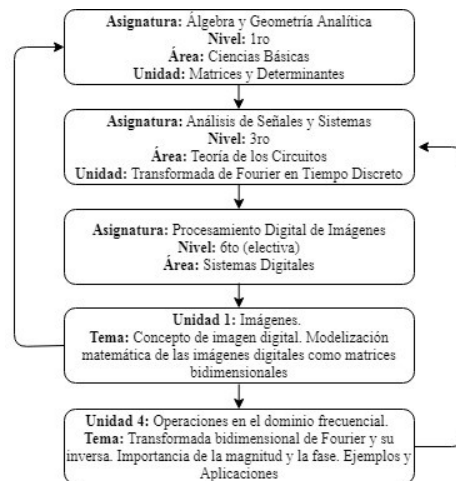 Asignatura: Álgebra y Geometría Analítica
Nivel: 1ro
Área: Ciencias Básicas
Unidad: Matrices y Determinantes
Asignatura: Análisis de Señales y Sistemas
Nivel: 3ro
Área: Teoría de los Circuitos
Unidad: Transformada de Fourier en Tiempo Discreto
Asignatura: Procesamiento Digital de Imágenes
Nivel: 6to (electiva)
Área: Sistemas Digitales
Unidad 1: Imágenes.
Tema: Concepto de imagen digital. Modelización
matemática de las imágenes digitales como matrices
bidimensionales
Unidad 4: Operaciones en el dominio frecuencial.
Tema: Transformada bidimensional de Fourier y su
inversa. Importancia de la magnitud y la fase. Ejemplos y
Aplicaciones